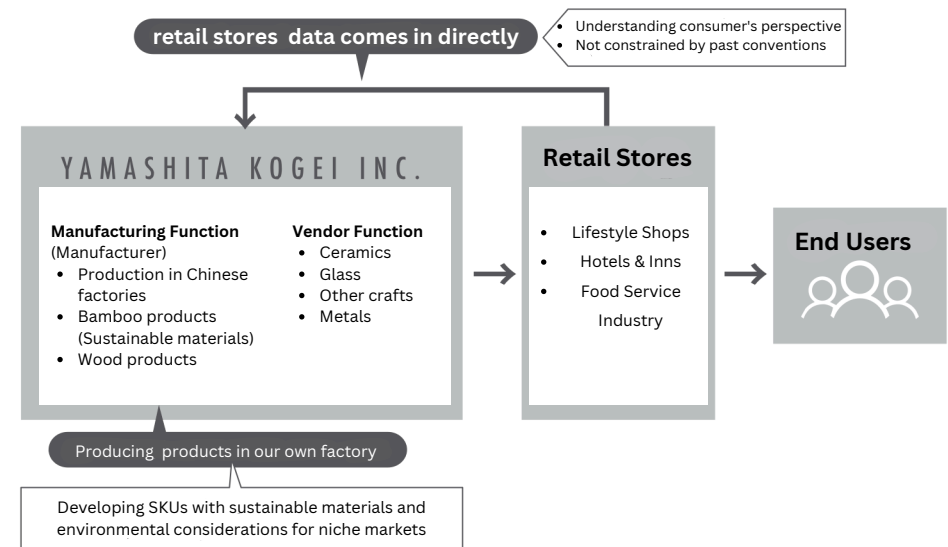 retail stores data comes in directly
• Understanding consumer's perspective
• Not constrained by past conventions
YAMASHITA KOGEI INC.
Manufacturing Function
(Manufacturer)
• Production in Chinese
factories
• Bamboo products
(Sustainable materials)
• Wood products
Vendor Function
• Ceramics
• Glass
• Other crafts
• Metals
Retail Stores
• Lifestyle Shops
• Hotels & Inns
• Food Service
Industry
End Users
Producing products in our own factory
Developing SKUs with sustainable materials and
environmental considerations for niche markets